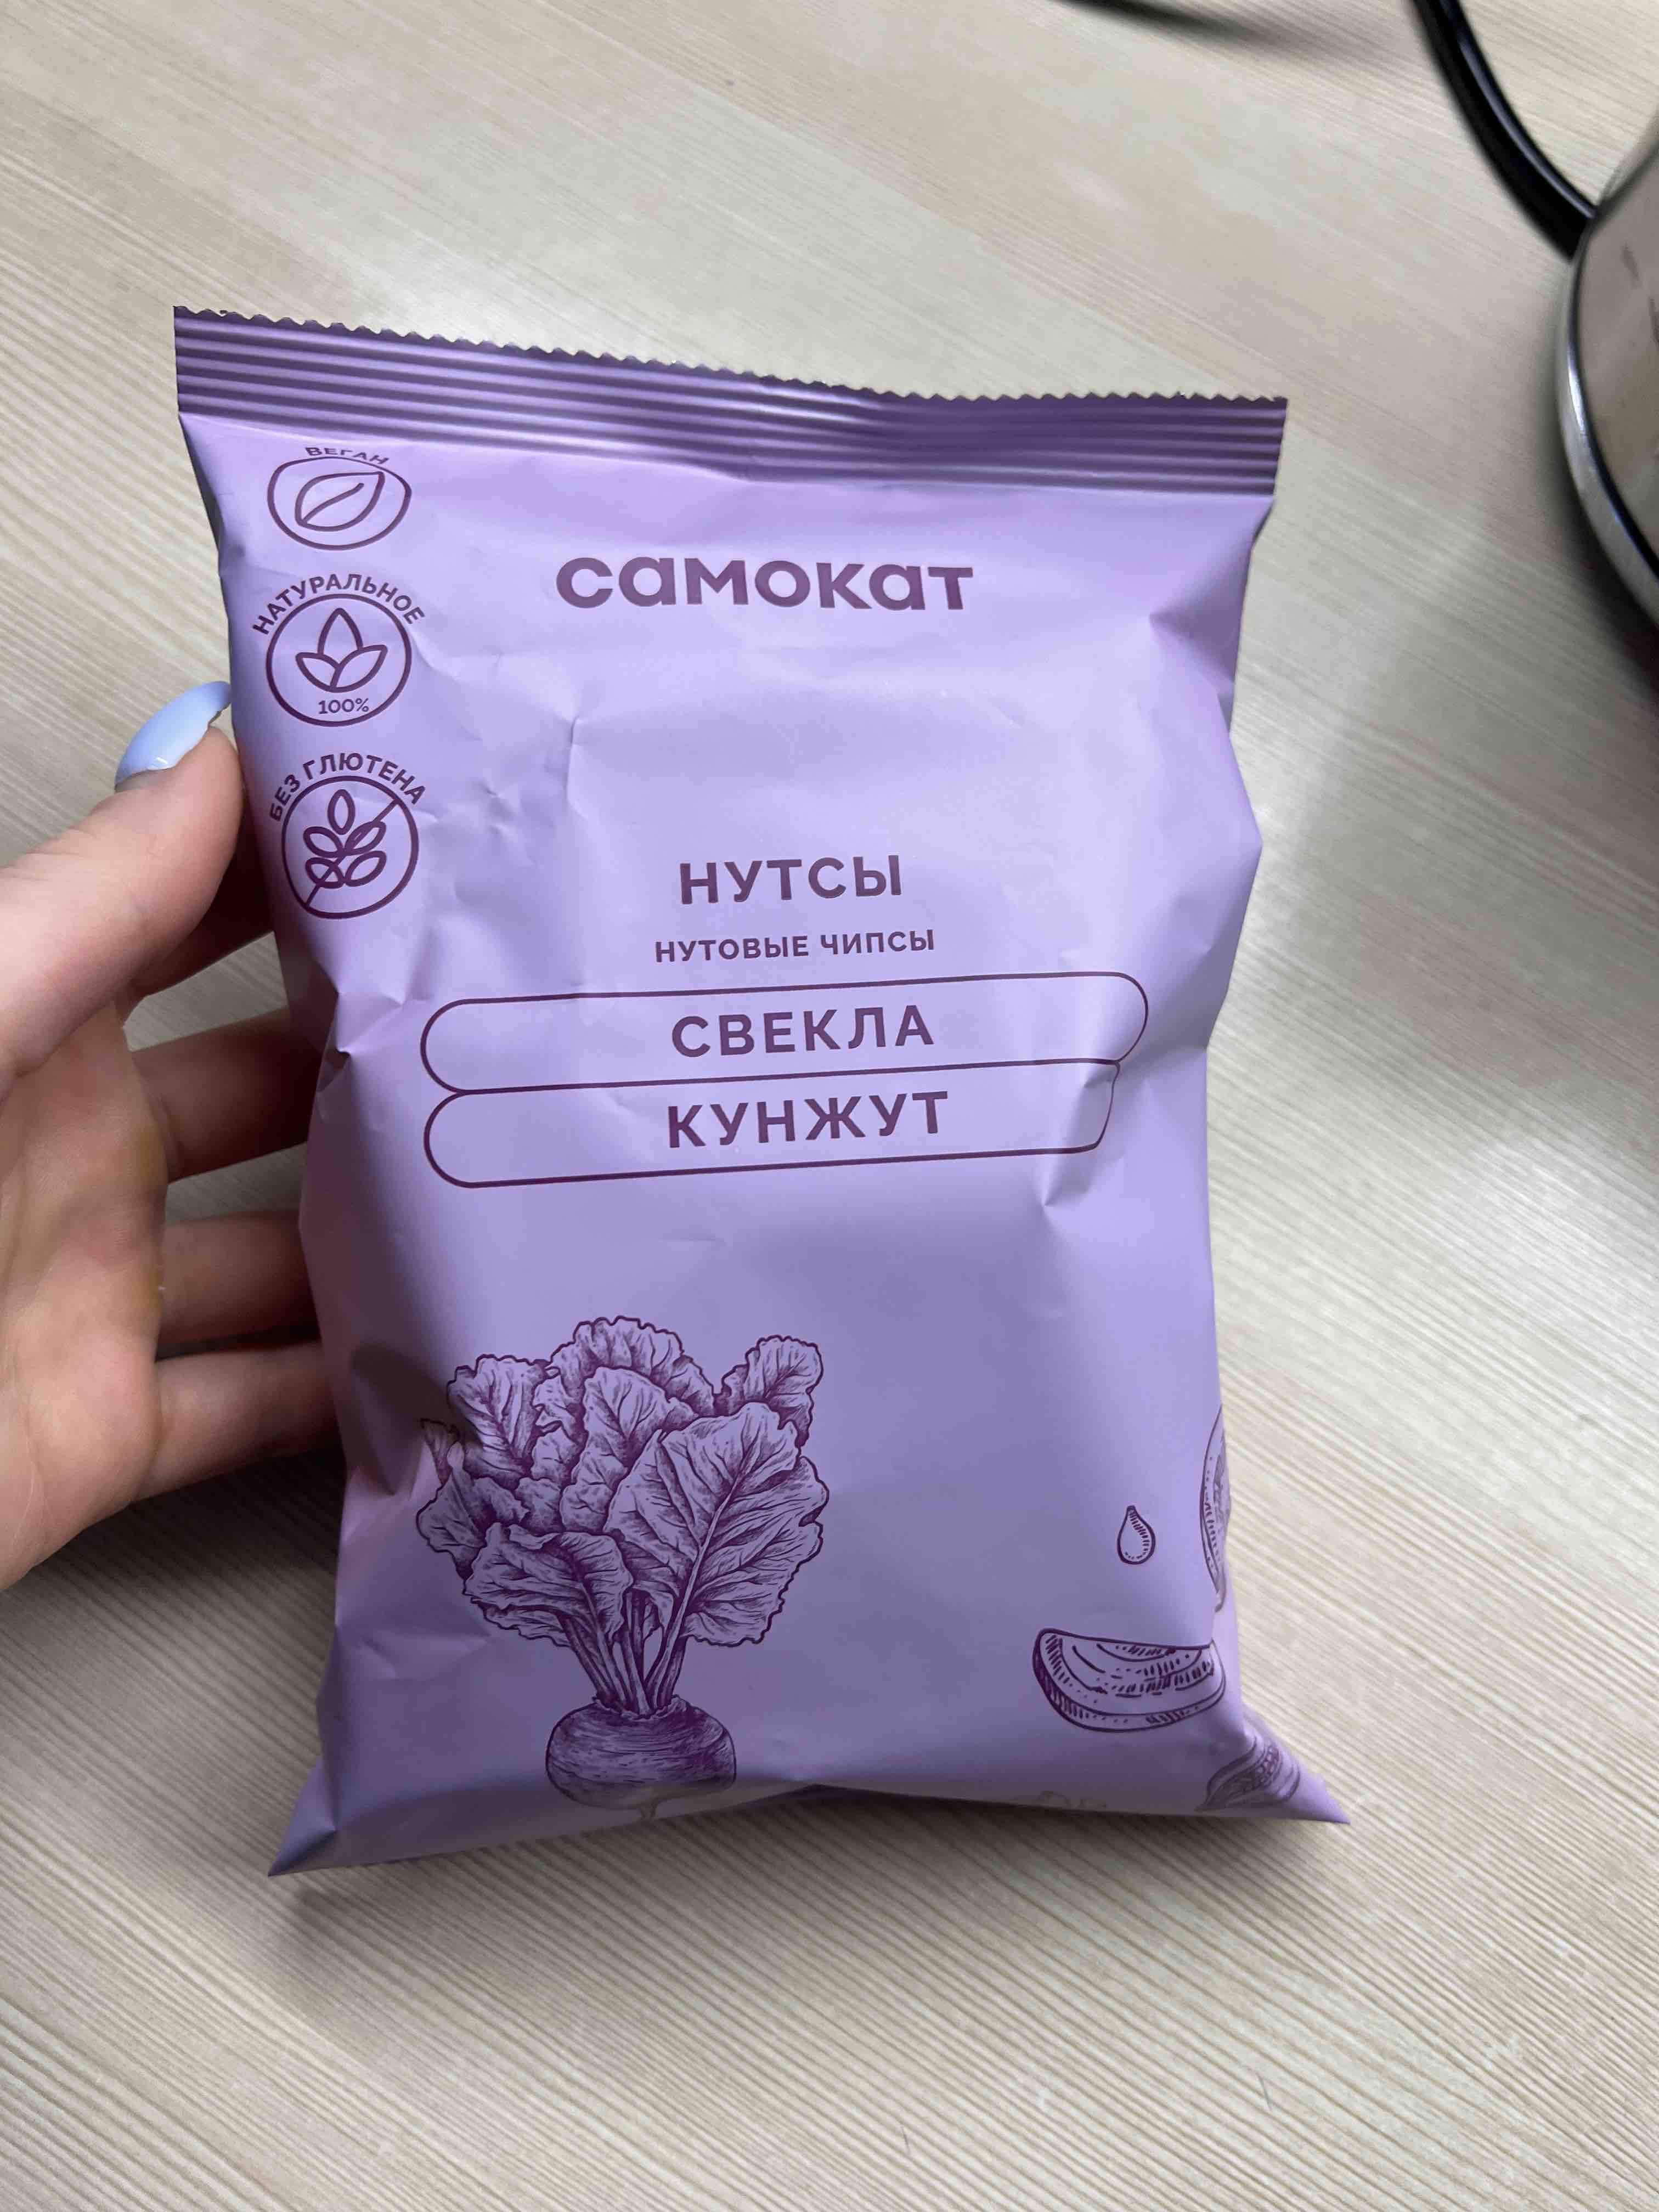 ВЕГАН
самокат
НАТУРАЛЬНОЕ
100%
БЕЗ ГЛЮТЕНА
НУТСЫ
НУТОВЫЕ ЧИПСЫ
СВЕКЛА
КУНЖУТ